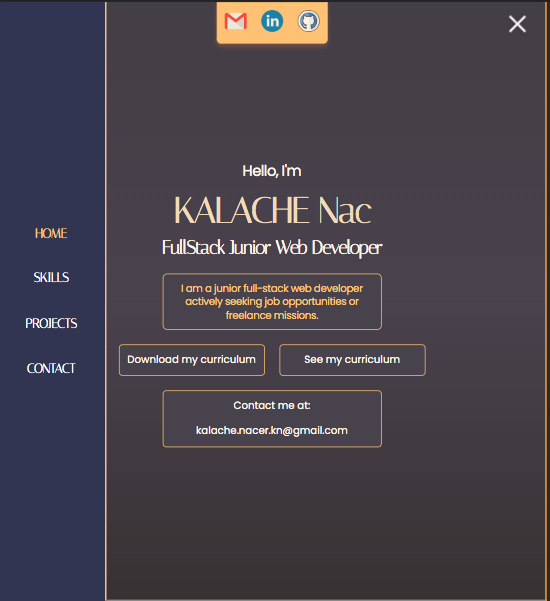 in
HOME
SKILLS
PROJECTS
CONTACT
Hello, I'm
KALACHE Nac
FullStack Junior Web Developer
I am a junior full-stack web developer
actively seeking job opportunities or
freelance missions.
Download my curriculum
See my curriculum
Contact me at:
kalache.nacer.kn@gmail.com